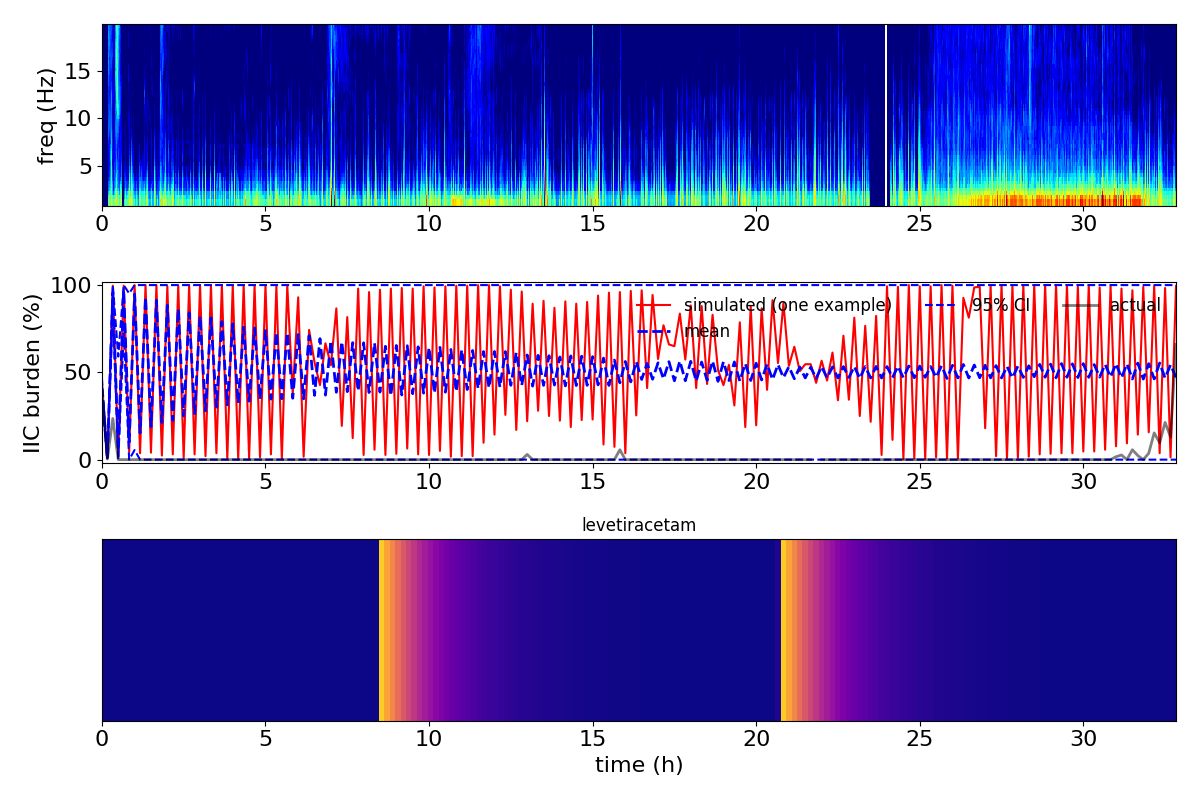 freq (Hz)
15
10
5
0 5 10 15 20 25 30
IIC burden (%)
100
50
0
simulated (one example) 95% CI actual
mean
0 5 10 15 20 25 30
levetiracetam
0 5 10 15 20 25 30
time (h)